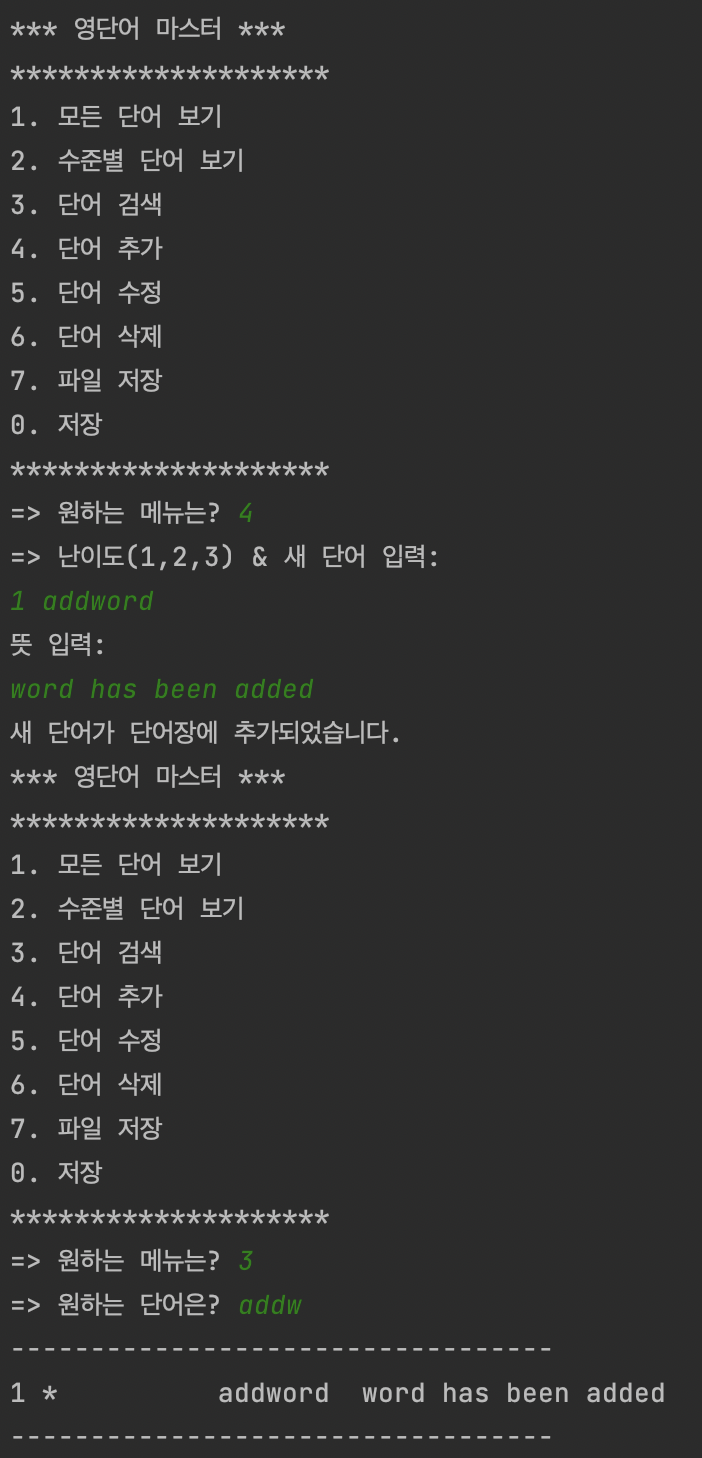 *** 영단어 마스터 ***
********************
1. 모든 단어 보기
2. 수준별 단어 보기
3. 단어 검색
4. 단어 추가
5. 단어 수정
6. 단어 삭제
7. 파일 저장
0. 저장
********************
=> 원하는 메뉴는? 4
=> 난이도(1,2,3) & 새 단어 입력:
1 addword
뜻 입력:
word has been added
새 단어가 단어장에 추가되었습니다.
*** 영단어 마스터 ***
********************
1. 모든 단어 보기
2. 수준별 단어 보기
3. 단어 검색
4. 단어 추가
5. 단어 수정
6. 단어 삭제
7. 파일 저장
0. 저장
********************
=> 원하는 메뉴는? 3
=> 원하는 단어은? addw
----------------------------------
1 *          addword  word has been added
----------------------------------